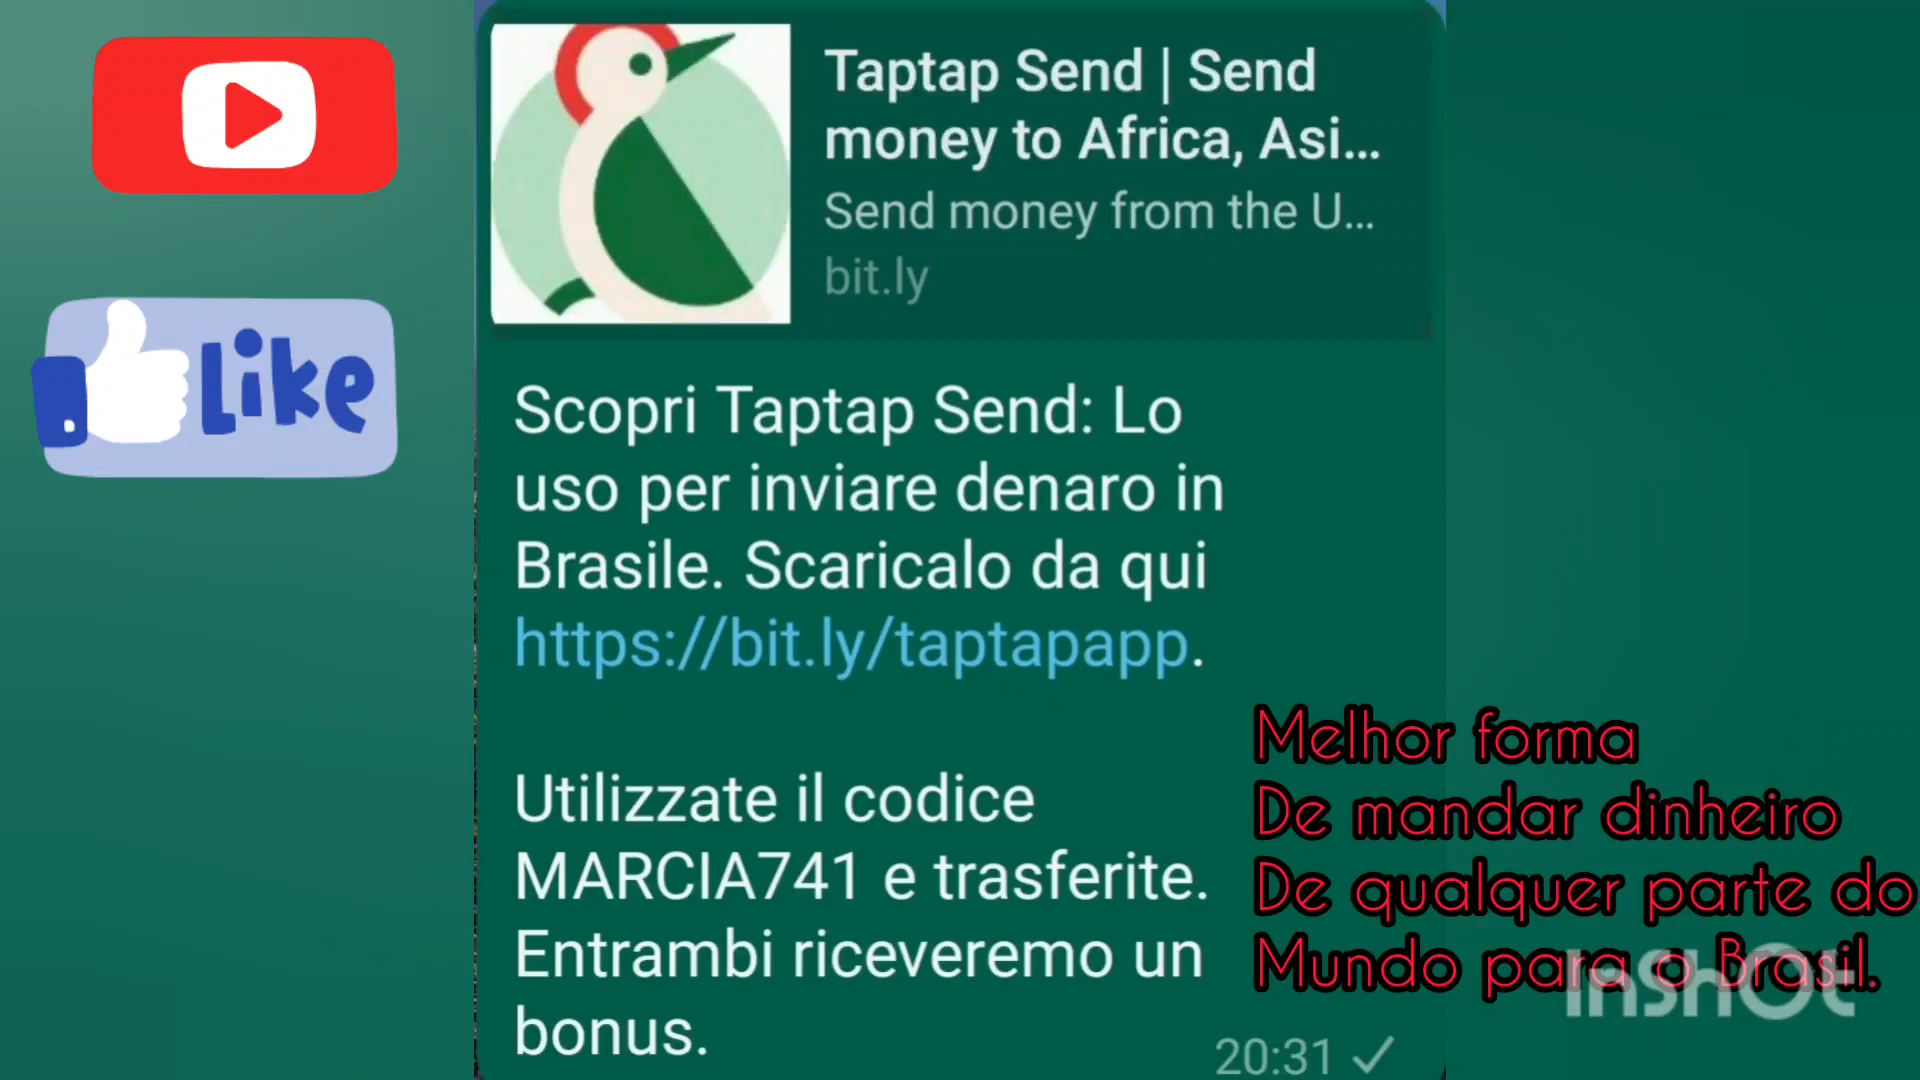 Like
Taptap Send | Send
money to Africa, Asi...
Send money from the U...
bit.ly
Scopri Taptap Send: Lo
uso per inviare denaro in
Brasile. Scaricalo da qui
https://bit.ly/taptapapp.
Utilizzate il codice
MARCIA741 e trasferite.
Entrambi riceveremo un
bonus.
20:31
Melhor forma
De mandar dinheiro
De qualquer parte do
Mundo para o Brasil.
InShOt